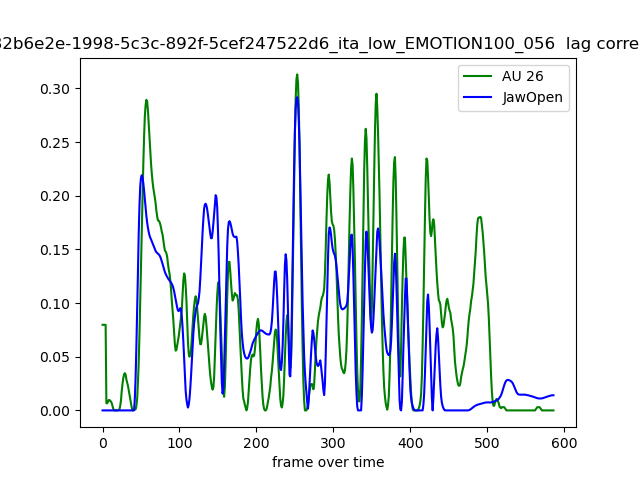 32b6e2e-1998-5c3c-892f-5cef247522d6_ita_low_EMOTION100_056 lag corre
AU 26
JawOpen
0.30
0.25
0.20
0.15
0.10
0.05
0.00
0 100 200 300 400 500 600
frame over time